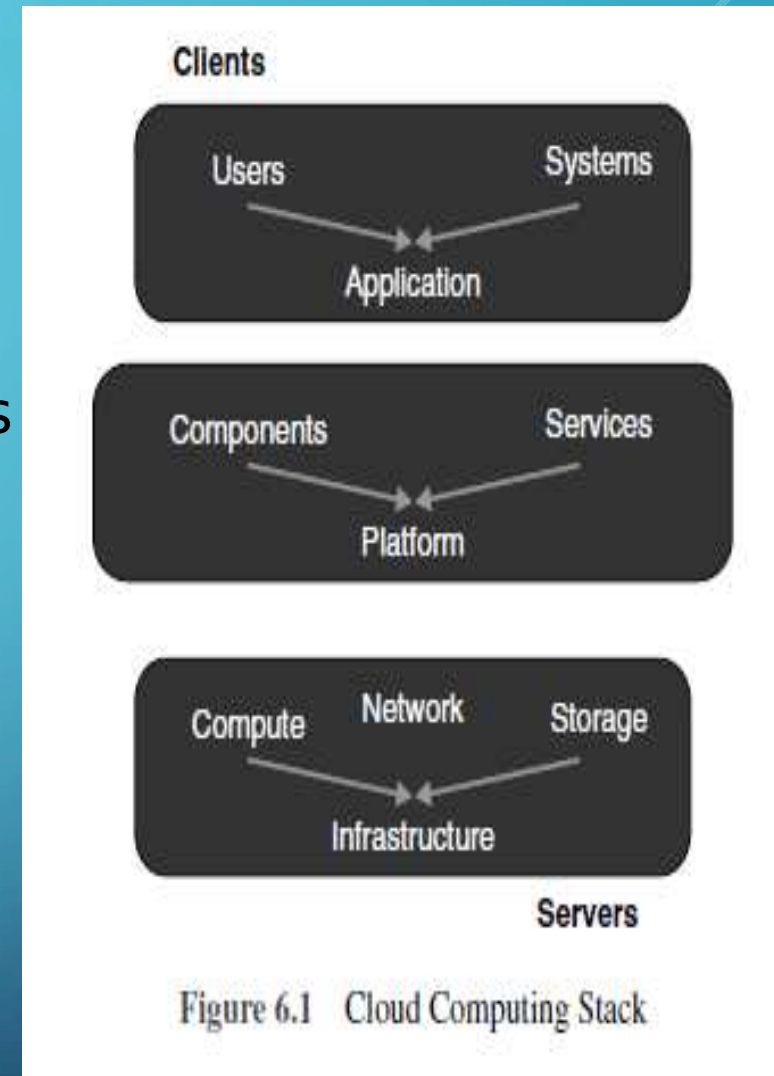 Clients
Users Systems
Application
s
Components Services
Platform
Compute Network Storage
Infrastructure
Servers
Figure 6.1 Cloud Computing Stack